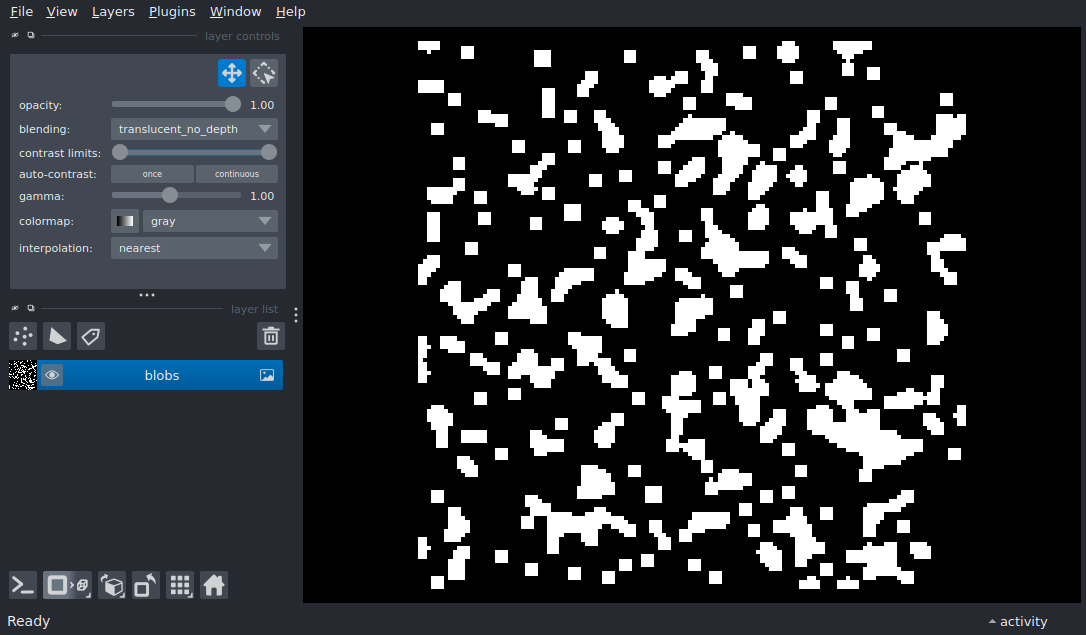 File View Layers Plugins Window Help
layer controls
opacity: 1.00
blending: translucent_no_depth
contrast limits:
auto-contrast: once continuous
gamma: 1.00
colormap: gray
interpolation: nearest
layer list
blobs
Ready activity